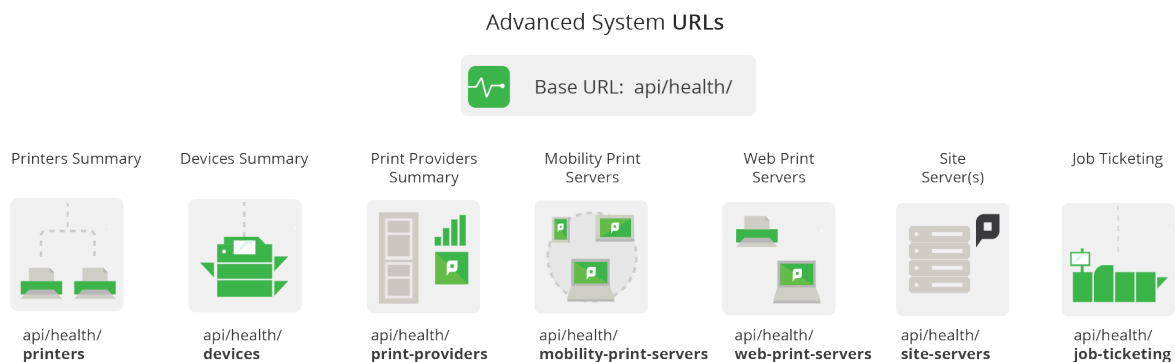 Advanced System URLs
Base URL: api/health/
Printers Summary
Devices Summary
Print Providers
Summary
Mobility Print
Servers
Web Print
Servers
Site
Server(s)
Job Ticketing
api/health/
printers
api/health/
devices
api/health/
print-providers
api/health/
mobility-print-servers
api/health/
web-print-servers
api/health/
site-servers
api/health/
job-ticketing